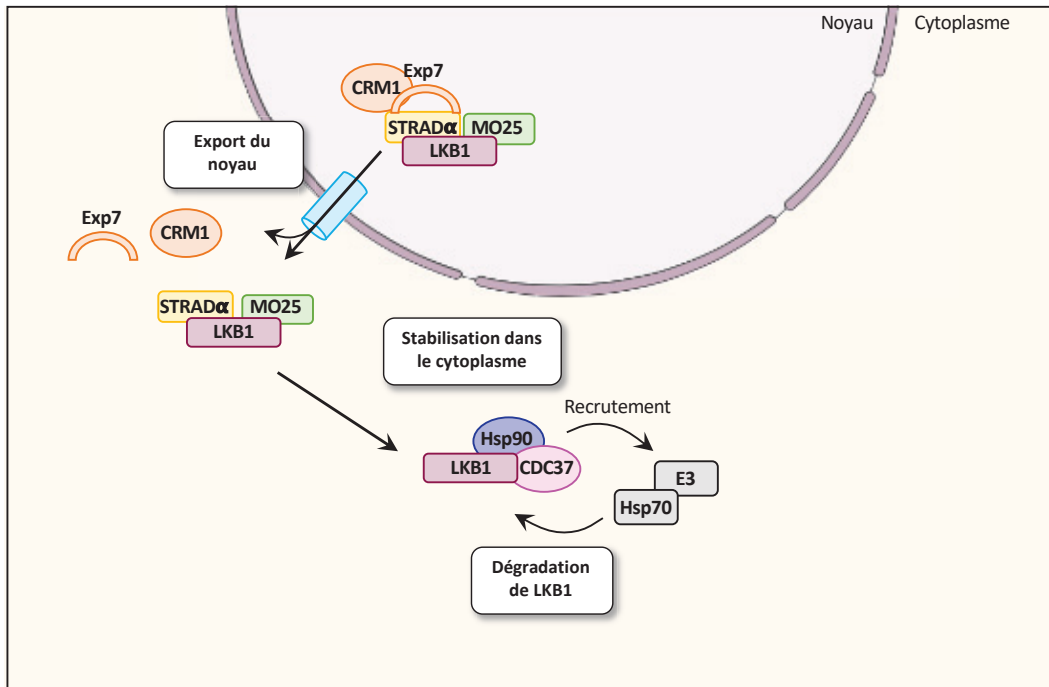 Noyau
Cytoplasme
Exp7
CRM1
STRADα
MO25
LKB1
Export du
noyau
Exp7
CRM1
STRADα
MO25
LKB1
Stabilisation dans
le cytoplasme
Recrutement
Hsp90
LKB1
CDC37
E3
Hsp70
Dégradation
de LKB1